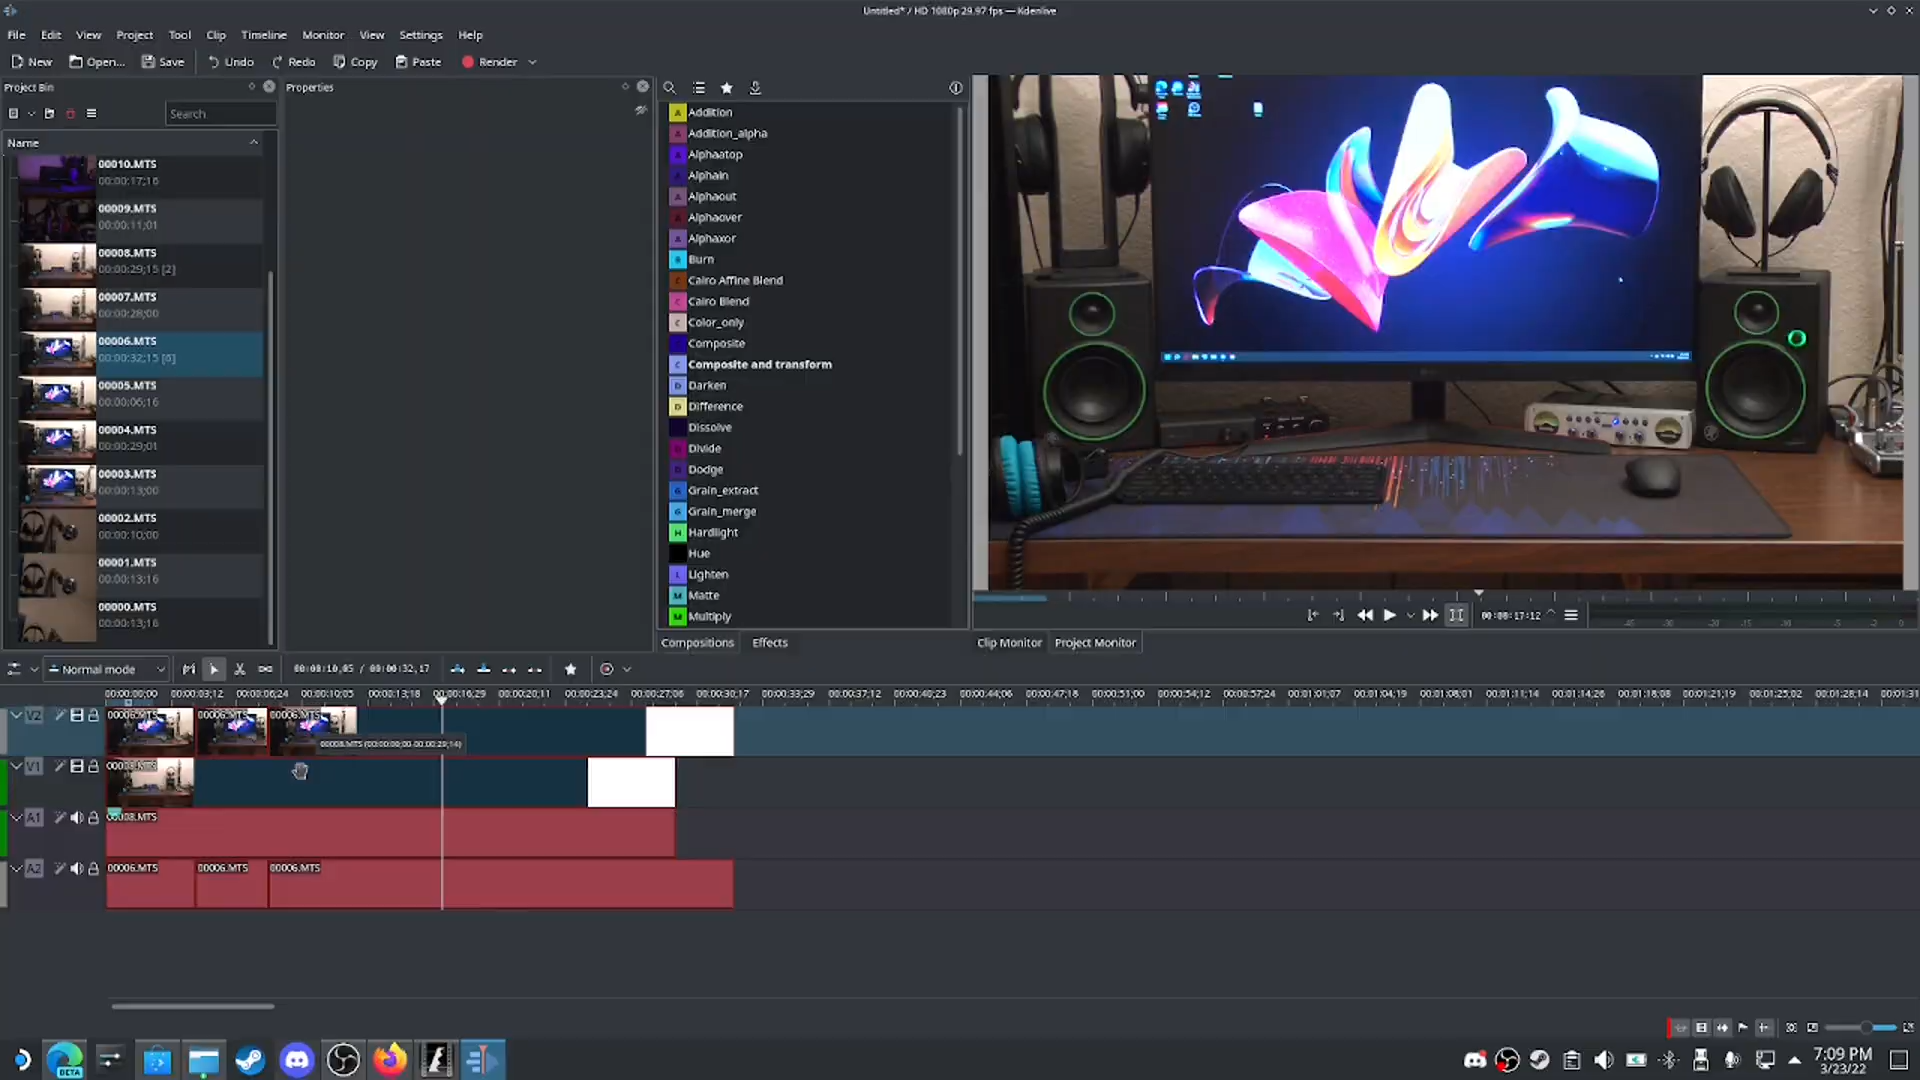 Untitled* / HD 1080p 29.97 fps — Kdenlive
File Edit View Project Tool Clip Timeline Monitor View Settings Help
New Open... Save Undo Redo Copy Paste Render
Project Bin
Properties
Search
Name
00010.MTS
00:00:17;16
00009.MTS
00:00:11;01
00008.MTS
00:00:29;15 [2]
00007.MTS
00:00:28;00
00006.MTS
00:00:32;15 [6]
00005.MTS
00:00:06;16
00004.MTS
00:00:29;01
00003.MTS
00:00:13;00
00002.MTS
00:00:10;00
00001.MTS
00:00:13;16
00000.MTS
00:00:13;16
Addition
Addition_alpha
Alphaatop
Alphain
Alphaout
Alphaover
Alphaxor
Burn
Cairo Affine Blend
Cairo Blend
Color_only
Composite
Composite and transform
Darken
Difference
Dissolve
Divide
Dodge
Grain_extract
Grain_merge
Hardlight
Hue
Lighten
Matte
Multiply
Compositions Effects
00:00:17;12
-45 -30 -20 -15 -10 -5 -2 0
Clip Monitor Project Monitor
Normal mode
00:00:10,05 / 00:00:32,17
00:00:00;00 00:00:03;12 00:00:06;24 00:00:10;05 00:00:13;18 00:00:16;29 00:00:20;11 00:00:23;24 00:00:27;06 00:00:30;17 00:00:33;29 00:00:37;12 00:00:40;23 00:00:44;06 00:00:47;18 00:00:51;00 00:00:54;12 00:00:57;24 00:01:01;07 00:01:04;19 00:01:08;01 00:01:11;14 00:01:14;26 00:01:18;08 00:01:21;19 00:01:25;02 00:01:28;14 00:01:31
V2
00006.MTS 00006.MTS 00006.MTS
00008.MTS (00:00:00;00-00:00:29;14)
V1
00008.MTS
A1
00008.MTS
A2
00006.MTS 00006.MTS 00006.MTS
BETA
7:09 PM
3/23/22